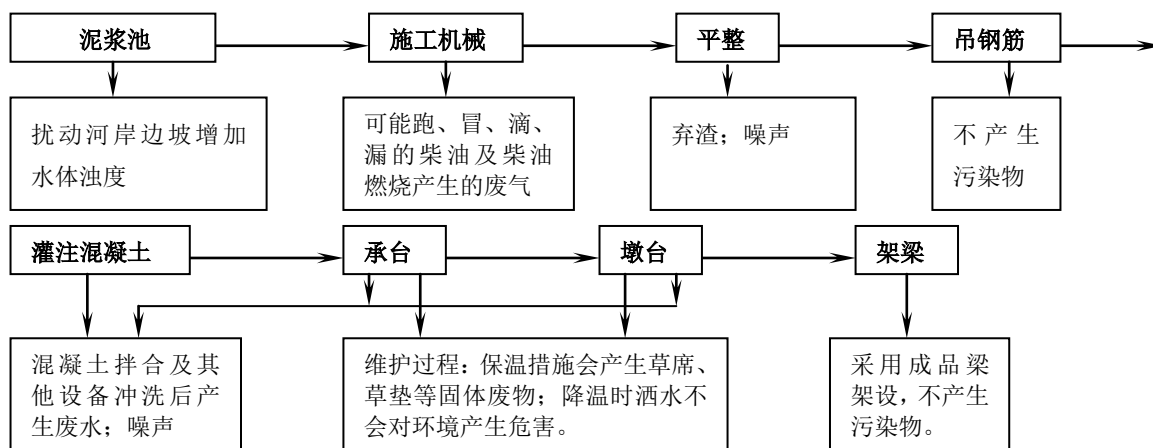 泥浆池
施工机械
平整
吊钢筋
扰动河岸边坡增加
水体浊度
可能跑、冒、滴、
漏的柴油及柴油
燃烧产生的废气
弃渣；噪声
不产生
污染物
灌注混凝土
承台
墩台
架梁
混凝土拌合及其
他设备冲洗后产
生废水；噪声
维护过程：保温措施会产生草席、
草垫等固体废物；降温时洒水不
会对环境产生危害。
采用成品梁
架设，不产生
污染物。